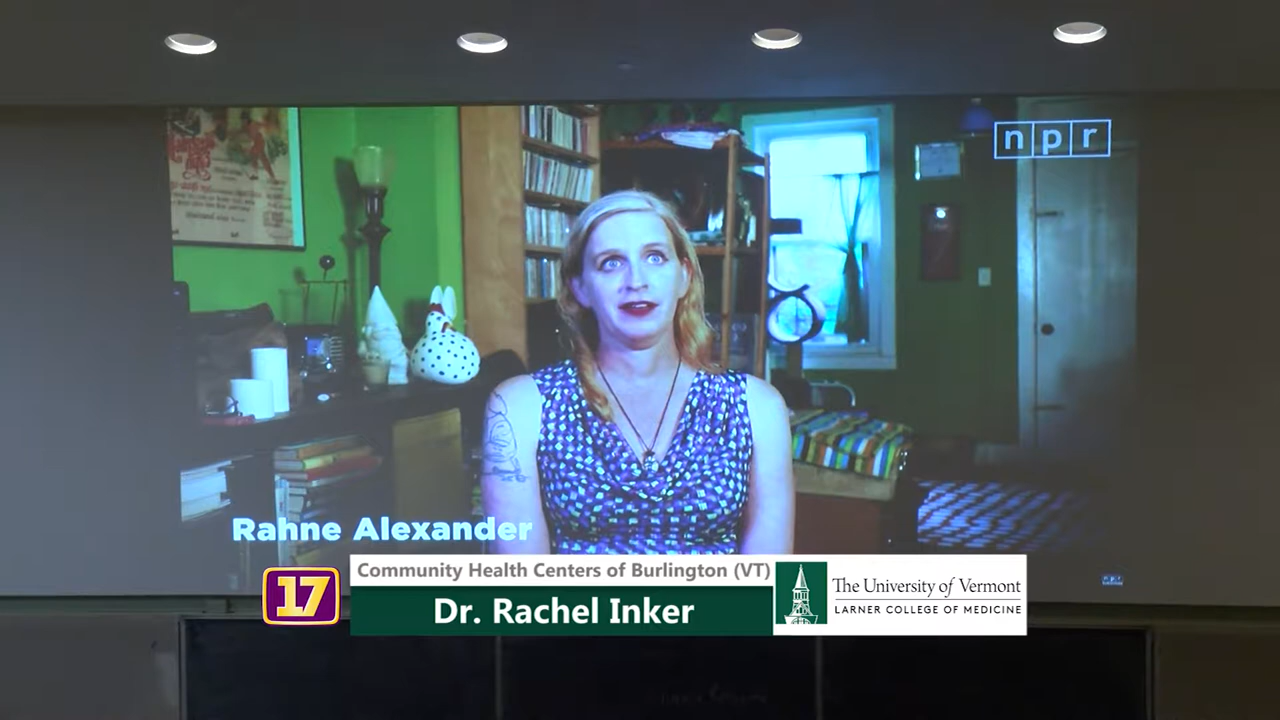 npr
Rahne Alexander
17
Community Health Centers of Burlington (VT)
Dr. Rachel Inker
The University of Vermont
LARNER COLLEGE OF MEDICINE